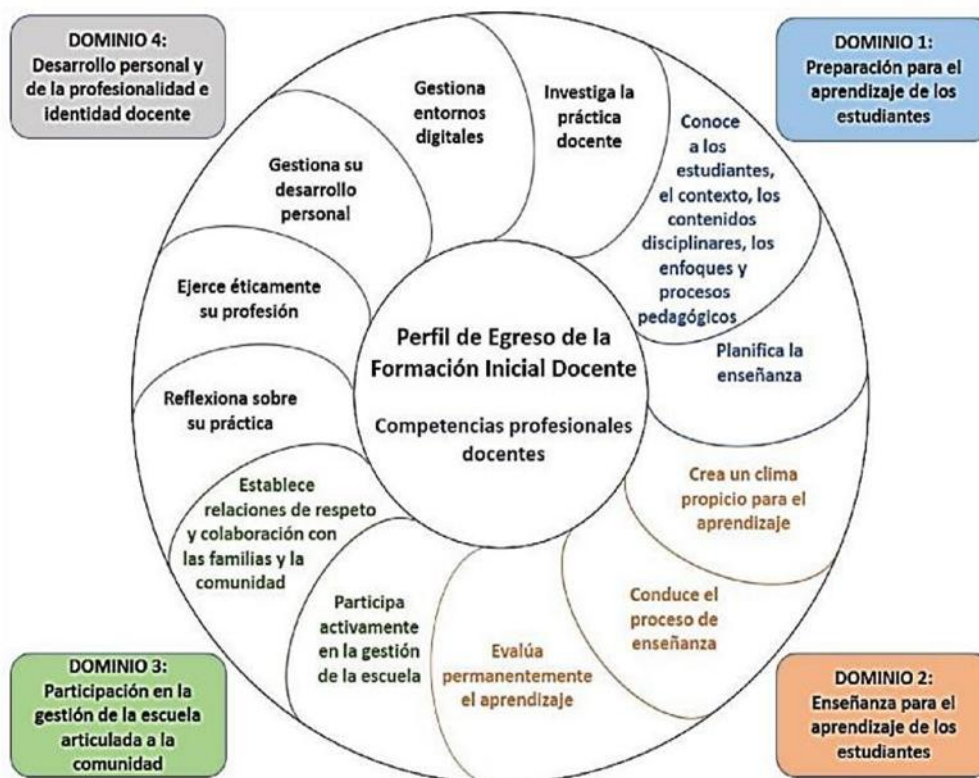 DOMINIO 4:
Desarrollo personal y
de la profesionalidad e
identidad docente
DOMINIO 1:
Preparación para el
aprendizaje de los
estudiantes
Gestiona
entornos
digitales
Investiga la
práctica
docente
Conoce
a los
estudiantes,
el contexto, los
contenidos
disciplinares, los
enfoques y
procesos
pedagógicos
Gestiona su
desarrollo
personal
Ejerce éticamente
su profesión
Planifica la
enseñanza
Perfil de Egreso de la
Formación Inicial Docente
Competencias profesionales
docentes
Reflexiona sobre
su práctica
Crea un clima
propicio para el
aprendizaje
Establece
relaciones de respeto
y colaboración con
las familias y la
comunidad
Conduce el
proceso de
enseñanza
Participa
activamente
en la gestión
de la escuela
Evalúa
permanentemente
el aprendizaje
DOMINIO 3:
Participación en la
gestión de la escuela
articulada a la
comunidad
DOMINIO 2:
Enseñanza para el
aprendizaje de los
estudiantes